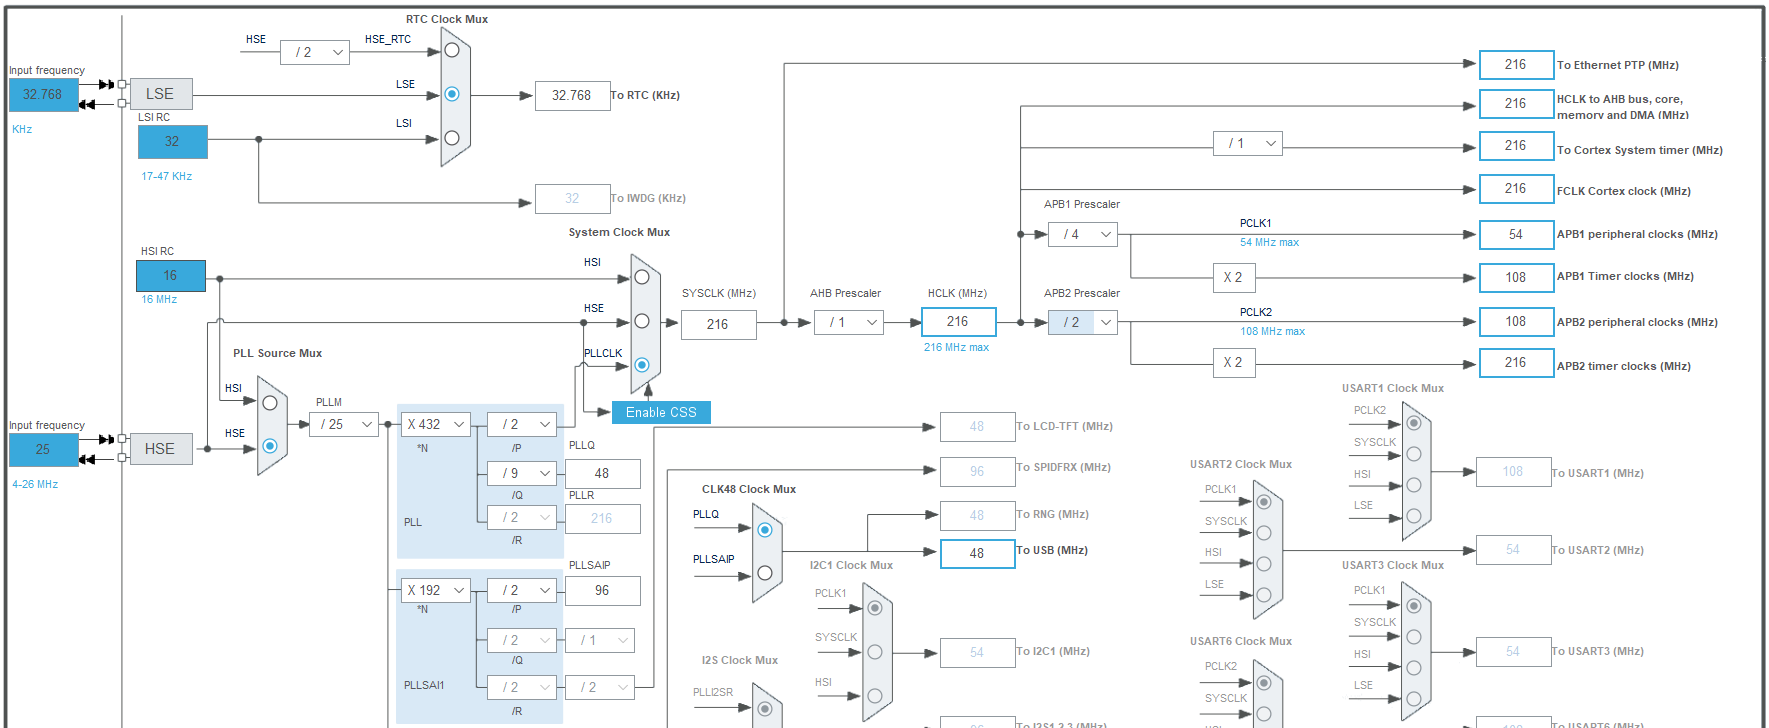 RTC Clock Mux
HSE
/ 2
HSE_RTC
Input frequency
32.768
KHz
LSE
LSE
32.768
To RTC (KHz)
LSI RC
32
17-47 KHz
LSI
32
To IWDG (KHz)
216
To Ethernet PTP (MHz)
216
HCLK to AHB bus, core,
memory and DMA (MHz)
/ 1
216
To Cortex System timer (MHz)
216
FCLK Cortex clock (MHz)
APB1 Prescaler
/ 4
PCLK1
54 MHz max
54
APB1 peripheral clocks (MHz)
X 2
108
APB1 Timer clocks (MHz)
System Clock Mux
HSI RC
16
16 MHz
HSI
HSE
PLLCLK
SYSCLK (MHz)
216
AHB Prescaler
/ 1
HCLK (MHz)
216
216 MHz max
APB2 Prescaler
/ 2
PCLK2
108 MHz max
108
APB2 peripheral clocks (MHz)
X 2
216
APB2 timer clocks (MHz)
Enable CSS
PLL Source Mux
HSI
HSE
Input frequency
25
4-26 MHz
HSE
PLLM
/ 25
X 432
*N
/ 2
/P
PLLQ
/ 9
48
/Q
PLLR
/ 2
216
/R
PLL
PLLSAIP
X 192
*N
/ 2
96
/P
/ 2
/ 1
/Q
/ 2
/ 2
/R
PLLSAI1
48
To LCD-TFT (MHz)
96
To SPIDFRX (MHz)
CLK48 Clock Mux
PLLQ
PLLSAIP
48
To RNG (MHz)
48
To USB (MHz)
I2C1 Clock Mux
PCLK1
SYSCLK
HSI
54
To I2C1 (MHz)
I2S Clock Mux
PLLI2SR
96
To I2S1,2,3 (MHz)
USART1 Clock Mux
PCLK2
SYSCLK
HSI
LSE
108
To USART1 (MHz)
USART2 Clock Mux
PCLK1
SYSCLK
HSI
LSE
54
To USART2 (MHz)
USART3 Clock Mux
PCLK1
SYSCLK
HSI
LSE
54
To USART3 (MHz)
USART6 Clock Mux
PCLK2
SYSCLK
HSI
108
To USART6 (MHz)